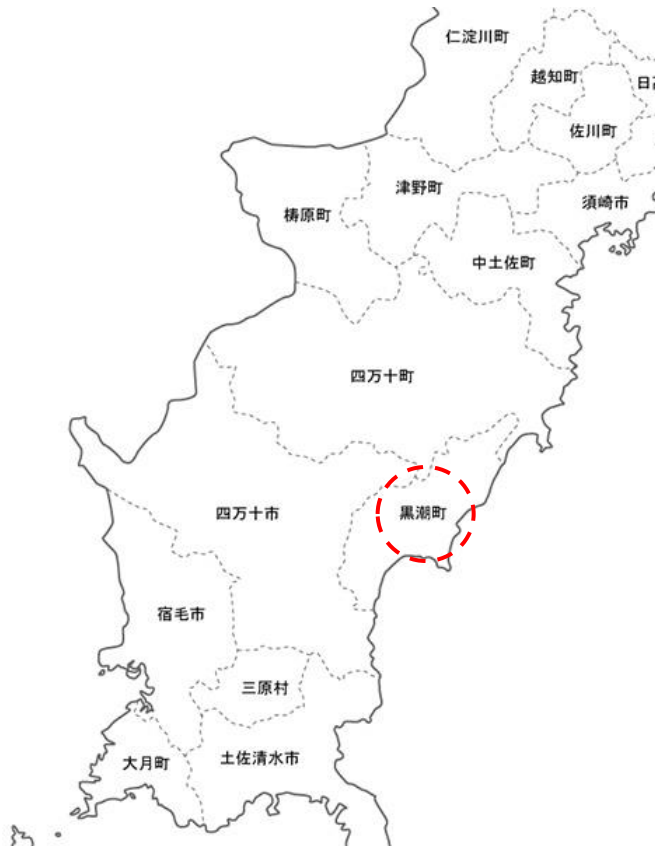 仁淀川町
越知町
日高
佐川町
津野町
須崎市
梼原町
中土佐町
四万十町
黒潮町
四万十市
宿毛市
三原村
土佐清水市
大月町